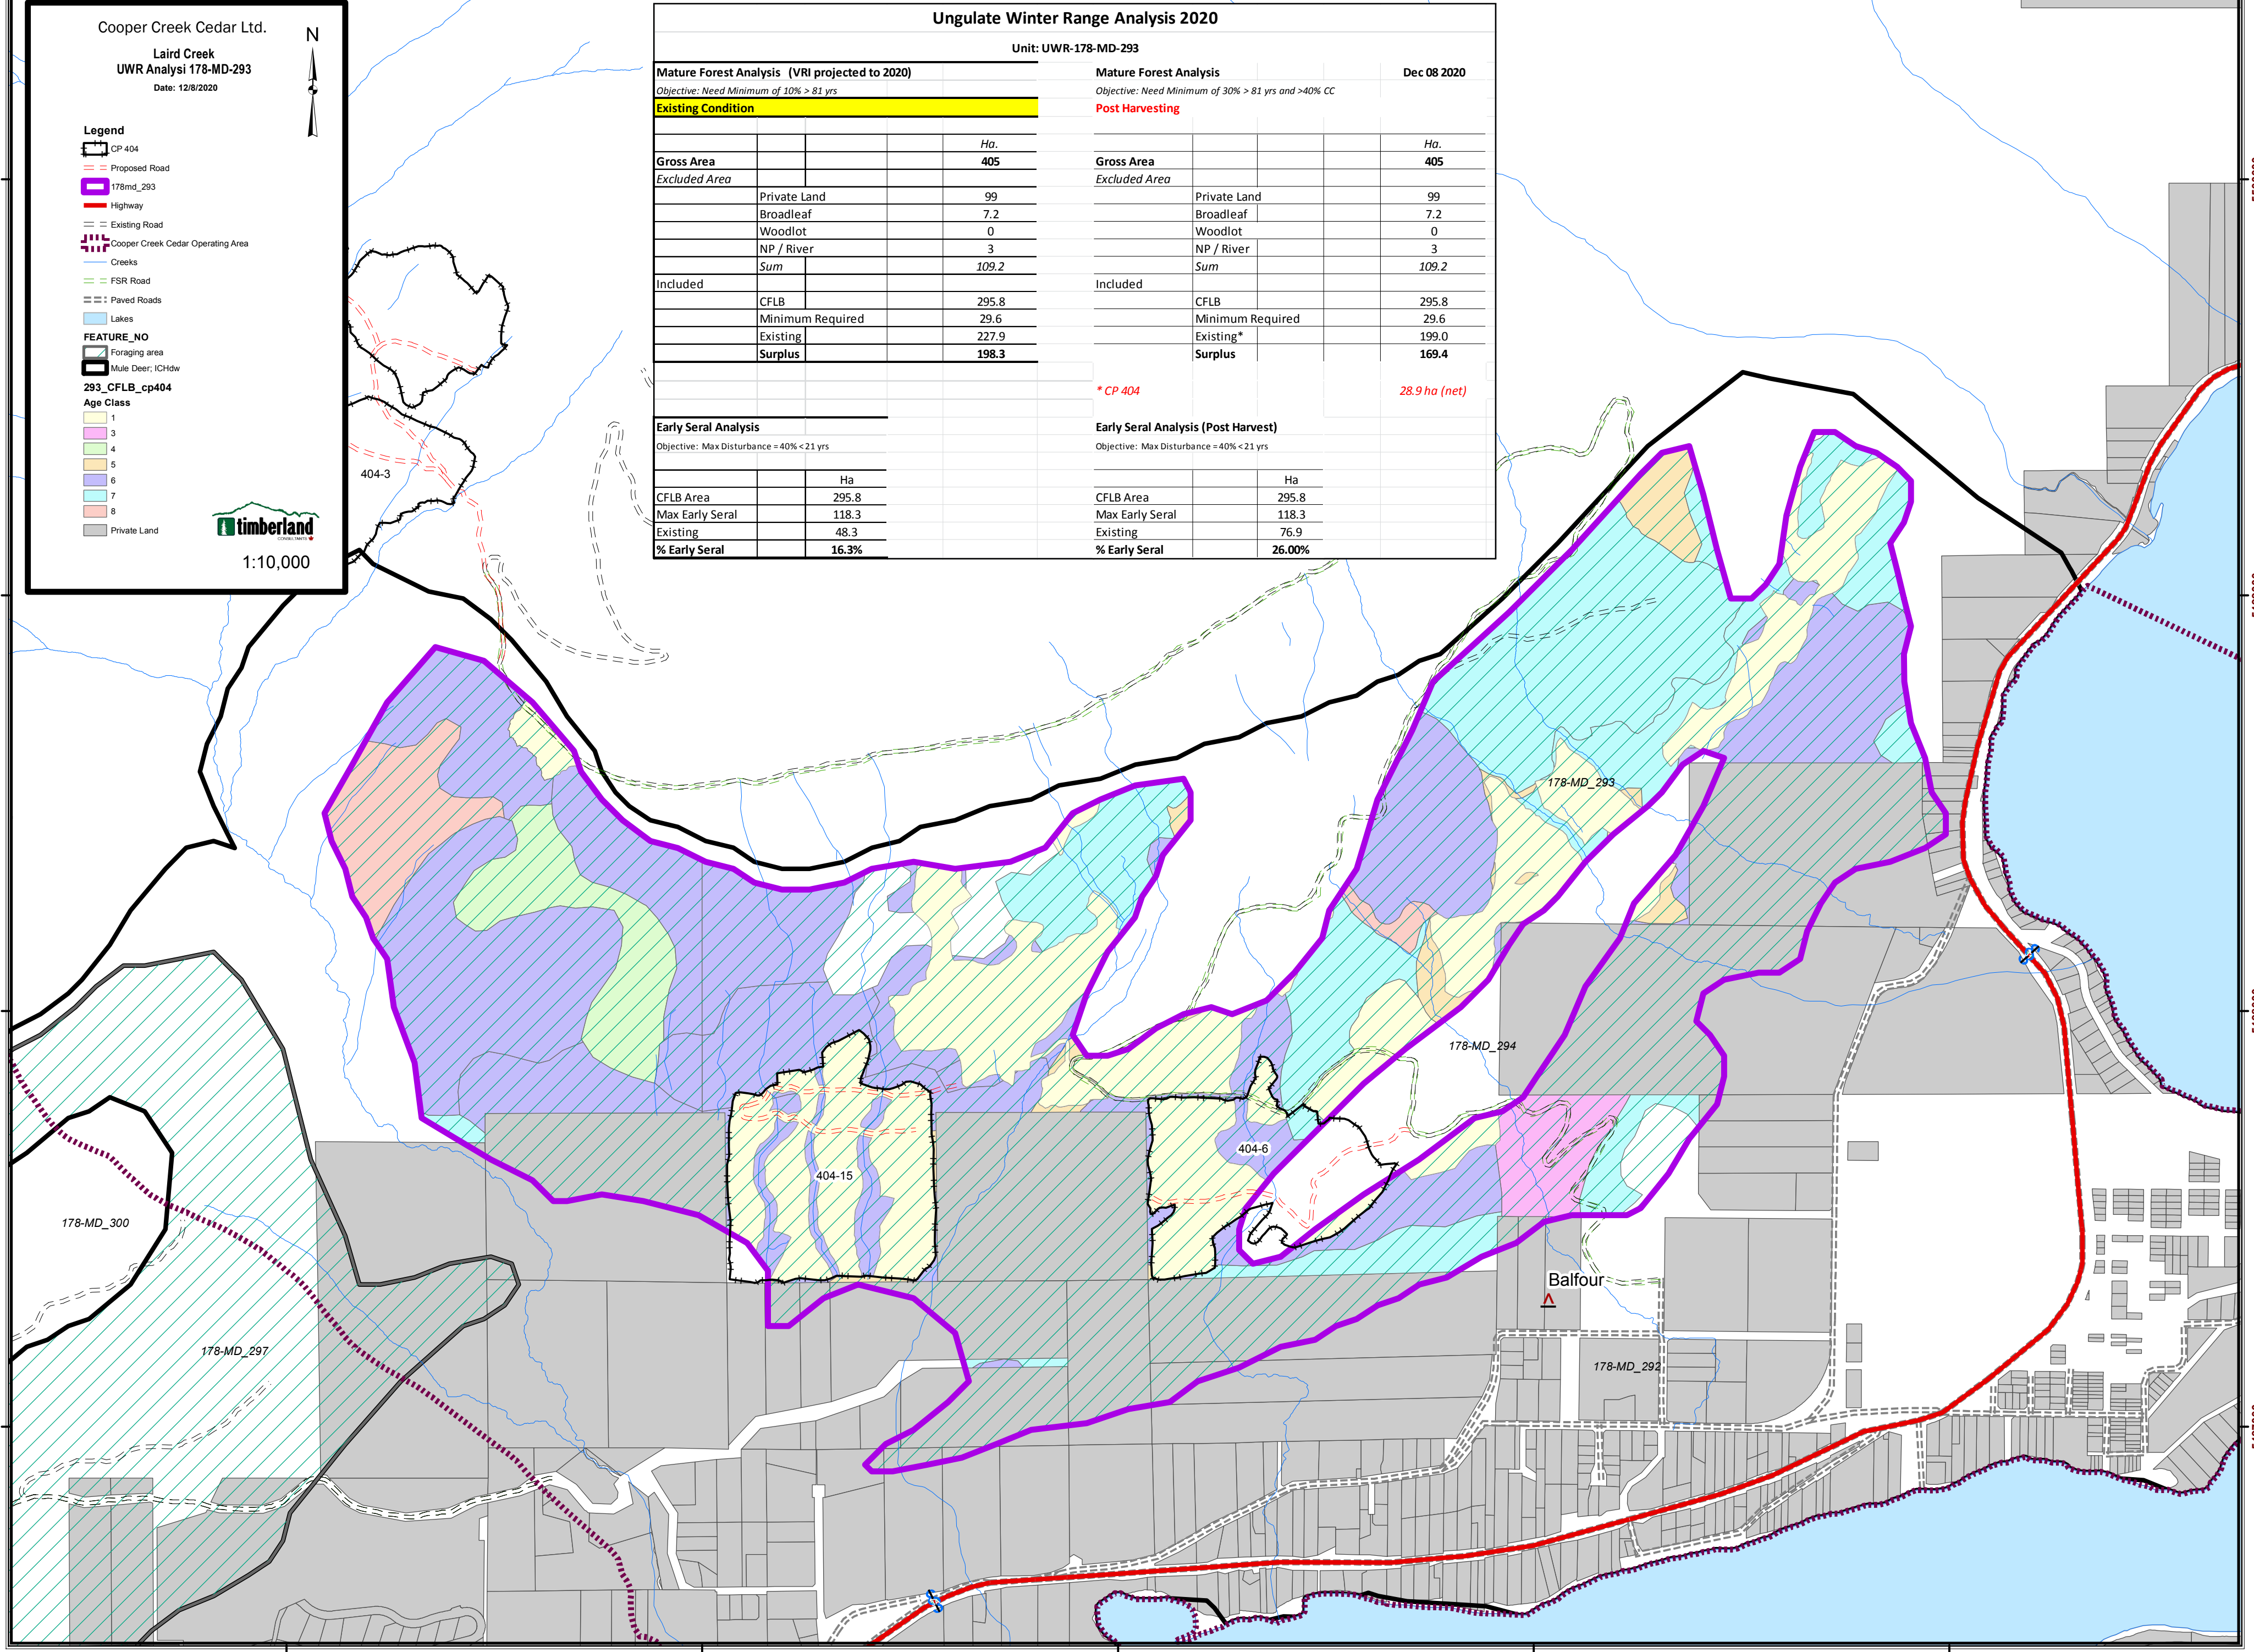 Cooper Creek Cedar Ltd.
N
Laird Creek
UWR Analysi 178-MD-293
Date: 12/8/2020
Legend
CP 404
Proposed Road
178md_293
Highway
Existing Road
Cooper Creek Cedar Operating Area
Creeks
FSR Road
Paved Roads
Lakes
FEATURE_NO
Foraging area
Mule Deer; ICHdw
293_CFLB_cp404
Age Class
1
3
4
5
6
7
8
Private Land
timberland
CONSULTANTS
1:10,000
Ungulate Winter Range Analysis 2020
Unit: UWR-178-MD-293
Mature Forest Analysis (VRI projected to 2020)
Objective: Need Minimum of 10% > 81 yrs
Existing Condition
Ha.
Gross Area 405
Excluded Area
Private Land 99
Broadleaf 7.2
Woodlot 0
NP / River 3
Sum 109.2
Included
CFLB 295.8
Minimum Required 29.6
Existing 227.9
Surplus 198.3
Mature Forest Analysis Dec 08 2020
Objective: Need Minimum of 30% > 81 yrs and >40% CC
Post Harvesting
Ha.
Gross Area 405
Excluded Area
Private Land 99
Broadleaf 7.2
Woodlot 0
NP / River 3
Sum 109.2
Included
CFLB 295.8
Minimum Required 29.6
Existing* 199.0
Surplus 169.4
* CP 404 28.9 ha (net)
Early Seral Analysis
Objective: Max Disturbance = 40% < 21 yrs
Ha
CFLB Area 295.8
Max Early Seral 118.3
Existing 48.3
% Early Seral 16.3%
Early Seral Analysis (Post Harvest)
Objective: Max Disturbance = 40% < 21 yrs
Ha
CFLB Area 295.8
Max Early Seral 118.3
Existing 76.9
% Early Seral 26.00%
404-3
178-MD_293
178-MD_294
404-6
404-15
178-MD_300
Balfour
178-MD_297
178-MD_292